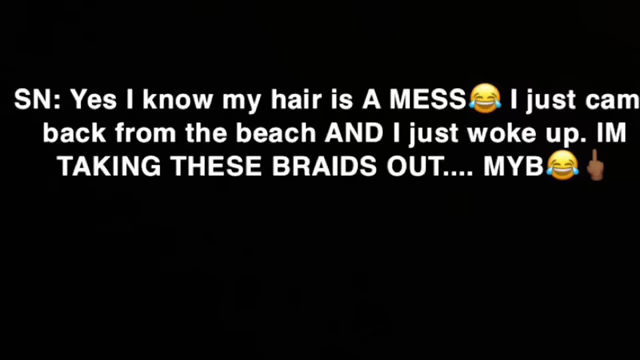 SN: Yes I know my hair is A MESS😂 I just cam
back from the beach AND I just woke up. IM
TAKING THESE BRAIDS OUT.... MYB😂🖕🏾